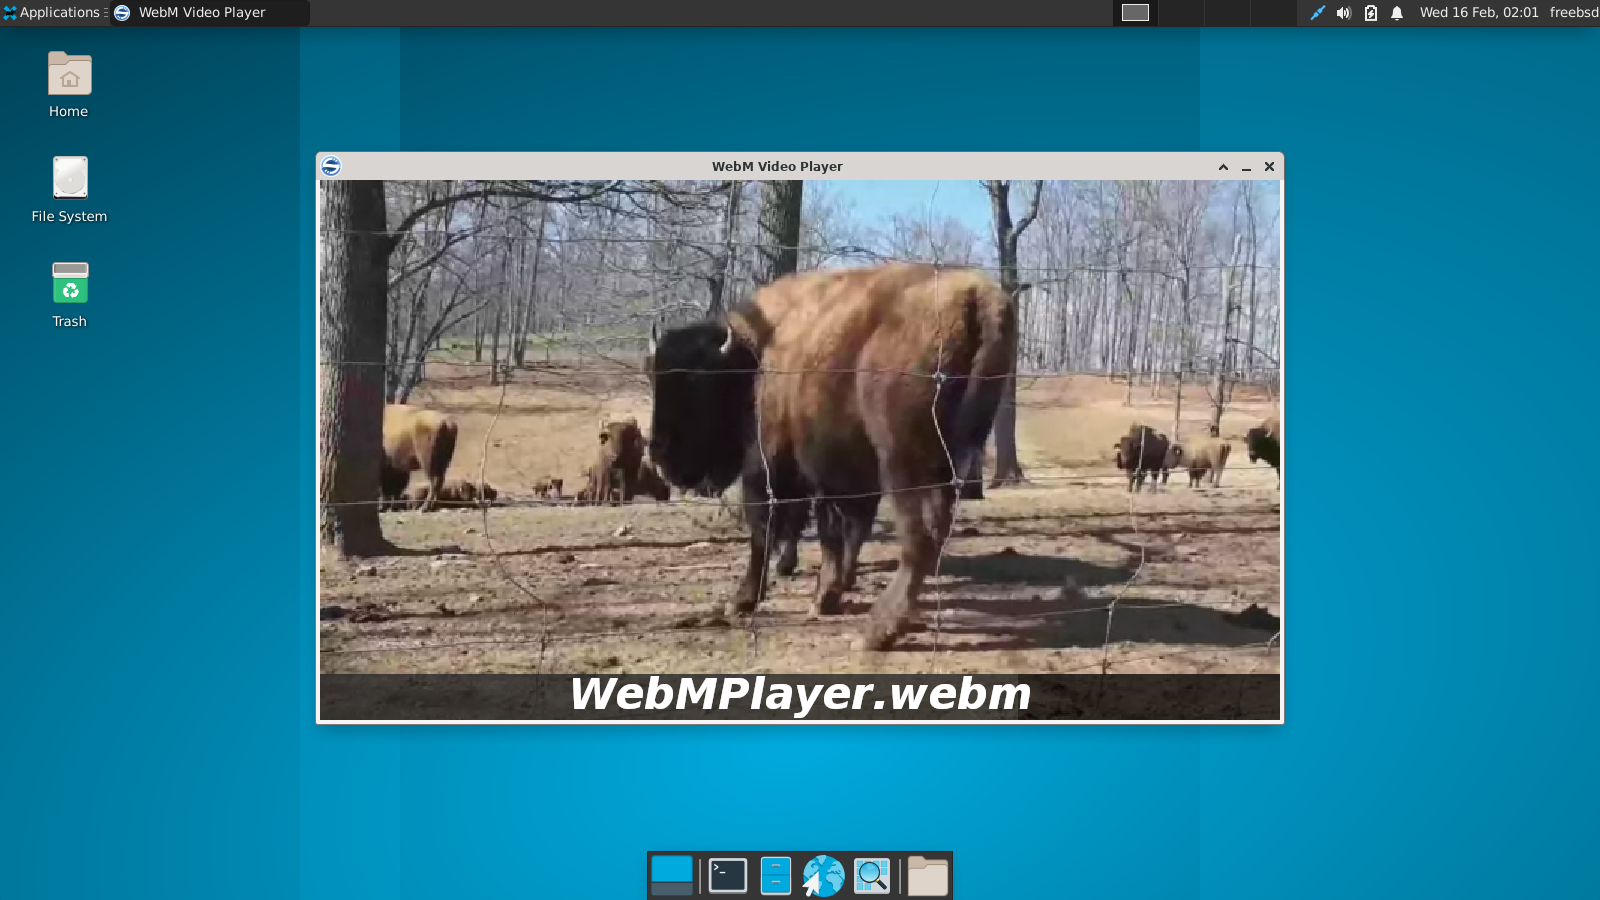 Applications
WebM Video Player
Wed 16 Feb, 02:01
freebsd
Home
File System
Trash
WebM Video Player
WebMPlayer.webm
>_